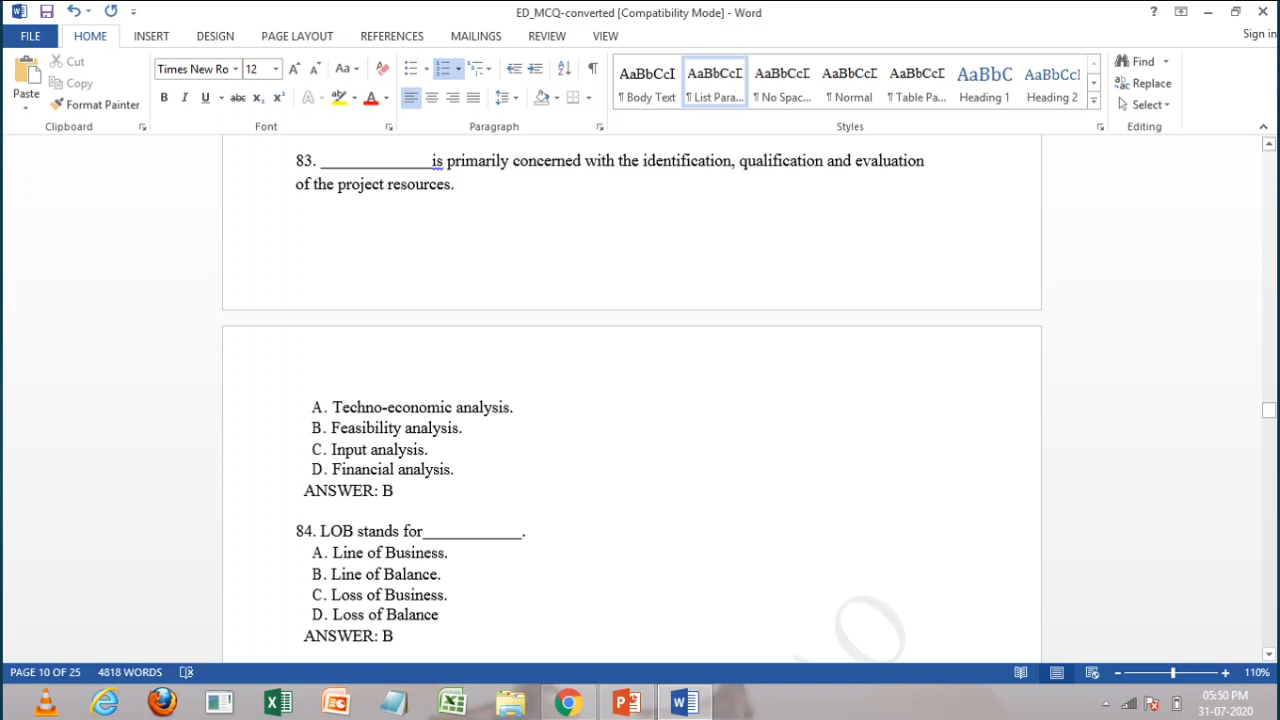 ED_MCQ-converted [Compatibility Mode] - Word
Sign in
FILE HOME INSERT DESIGN PAGE LAYOUT REFERENCES MAILINGS REVIEW VIEW
Paste
Cut
Copy
Format Painter
Clipboard
Times New Ro 12
Font
Paragraph
AaBbCcI AaBbCcI AaBbCcI AaBbCcI AaBbCcI AaBbC AaBbCcI
¶ Body Text ¶ List Para... ¶ No Spac... ¶ Normal ¶ Table Pa... Heading 1 Heading 2
Styles
Find
Replace
Select
Editing
83. _____________is primarily concerned with the identification, qualification and evaluation
of the project resources.
A. Techno-economic analysis.
B. Feasibility analysis.
C. Input analysis.
D. Financial analysis.
ANSWER: B
84. LOB stands for____________.
A. Line of Business.
B. Line of Balance.
C. Loss of Business.
D. Loss of Balance
ANSWER: B
PAGE 10 OF 25 4818 WORDS 110%
05:50 PM
31-07-2020